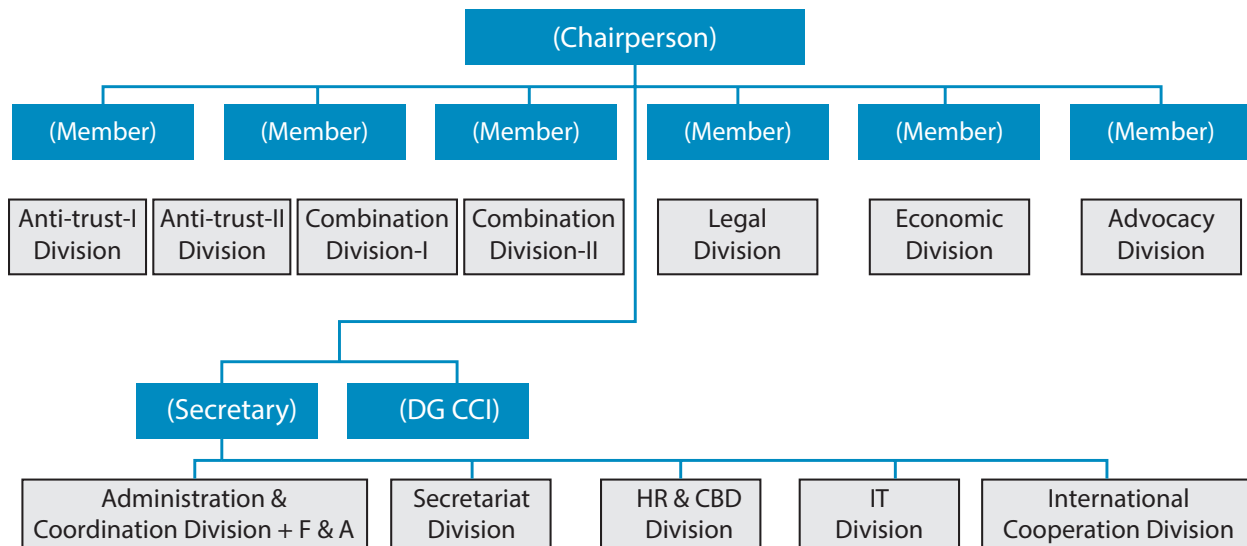 (Chairperson)
(Member)
(Member)
(Member)
(Member)
(Member)
(Member)
Anti-trust-I
Division
Anti-trust-II
Division
Combination
Division-I
Combination
Division-II
Legal
Division
Economic
Division
Advocacy
Division
(Secretary)
(DG CCI)
Administration &
Coordination Division + F & A
Secretariat
Division
HR & CBD
Division
IT
Division
International
Cooperation Division